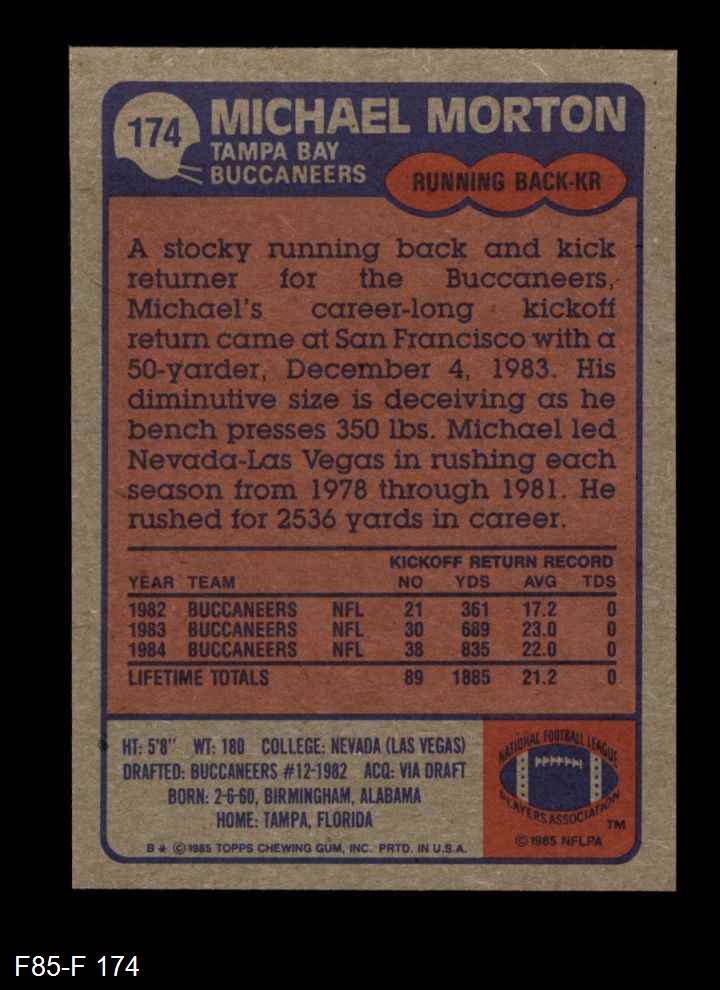 174
MICHAEL MORTON
TAMPA BAY
BUCCANEERS
RUNNING BACK-KR
A stocky running back and kick
returner for the Buccaneers,
Michael's career-long kickoff
return came at San Francisco with a
50-yarder, December 4, 1983. His
diminutive size is deceiving as he
bench presses 350 lbs. Michael led
Nevada-Las Vegas in rushing each
season from 1978 through 1981. He
rushed for 2536 yards in career.
KICKOFF RETURN RECORD
YEAR TEAM NO YDS AVG TDS
1982 BUCCANEERS NFL 21 361 17.2 0
1983 BUCCANEERS NFL 30 689 23.0 0
1984 BUCCANEERS NFL 38 835 22.0 0
LIFETIME TOTALS 89 1885 21.2 0
HT: 5'8" WT: 180 COLLEGE: NEVADA (LAS VEGAS)
DRAFTED: BUCCANEERS #12-1982 ACQ: VIA DRAFT
BORN: 2-6-60, BIRMINGHAM, ALABAMA
HOME: TAMPA, FLORIDA
B★ ©1985 TOPPS CHEWING GUM, INC. PRTD. IN U.S.A.
NATIONAL FOOTBALL LEAGUE
PLAYERS ASSOCIATION
TM
©1985 NFLPA
F85-F 174